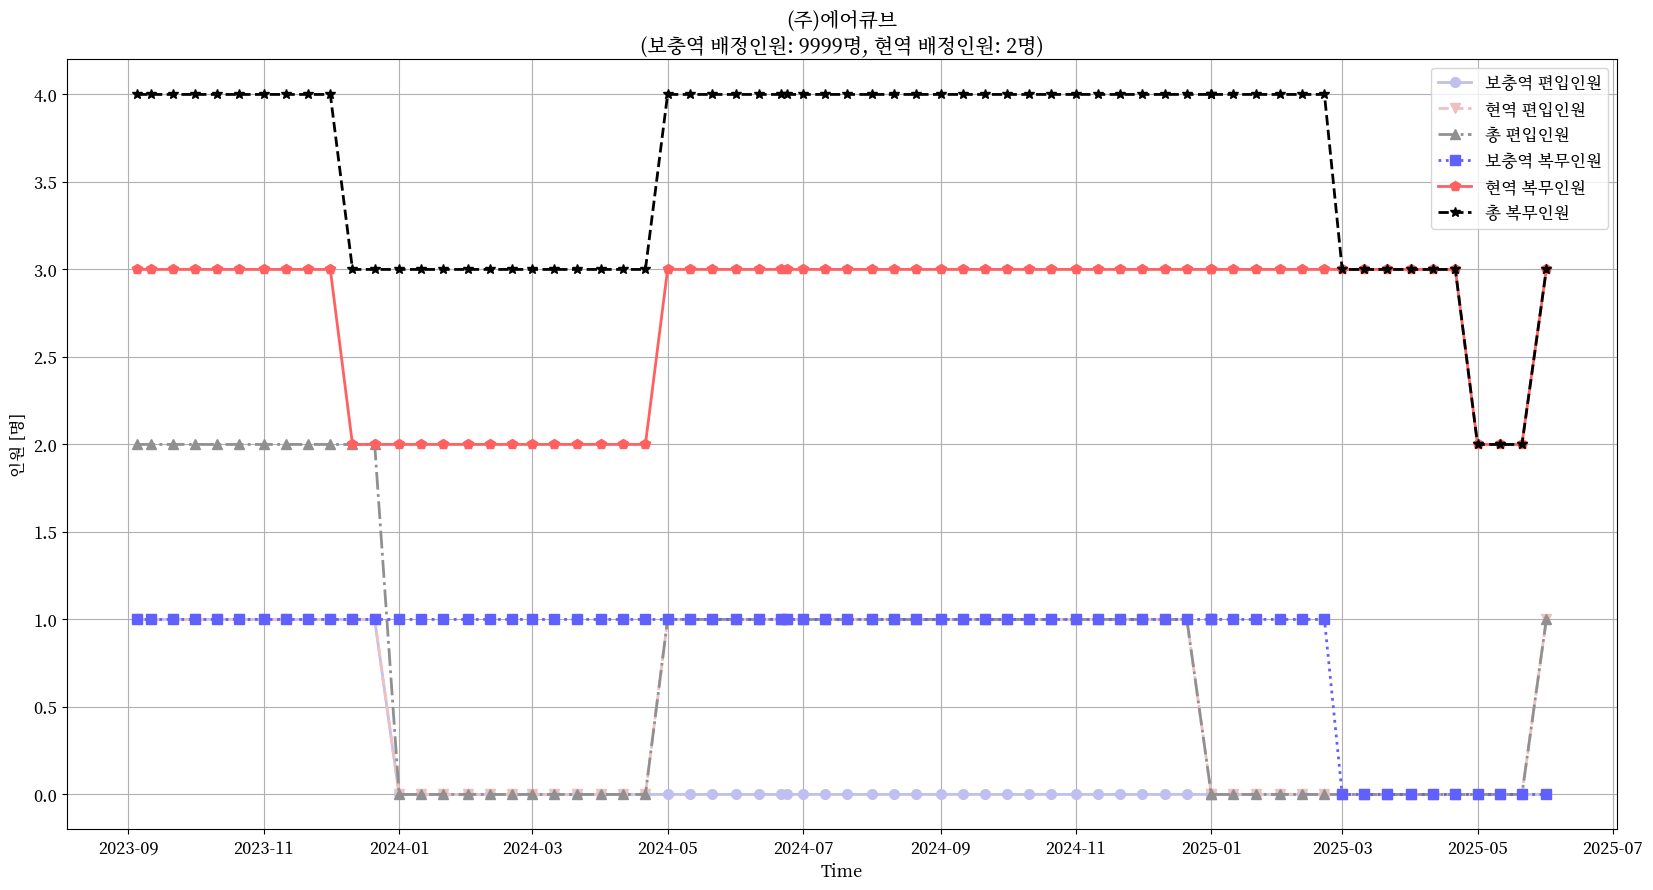 (주)에어큐브
(보충역 배정인원: 9999명, 현역 배정인원: 2명)
보충역 편입인원
현역 편입인원
총 편입인원
보충역 복무인원
현역 복무인원
총 복무인원
인원 [명]
4.0
3.5
3.0
2.5
2.0
1.5
1.0
0.5
0.0
2023-09
2023-11
2024-01
2024-03
2024-05
2024-07
2024-09
2024-11
2025-01
2025-03
2025-05
2025-07
Time